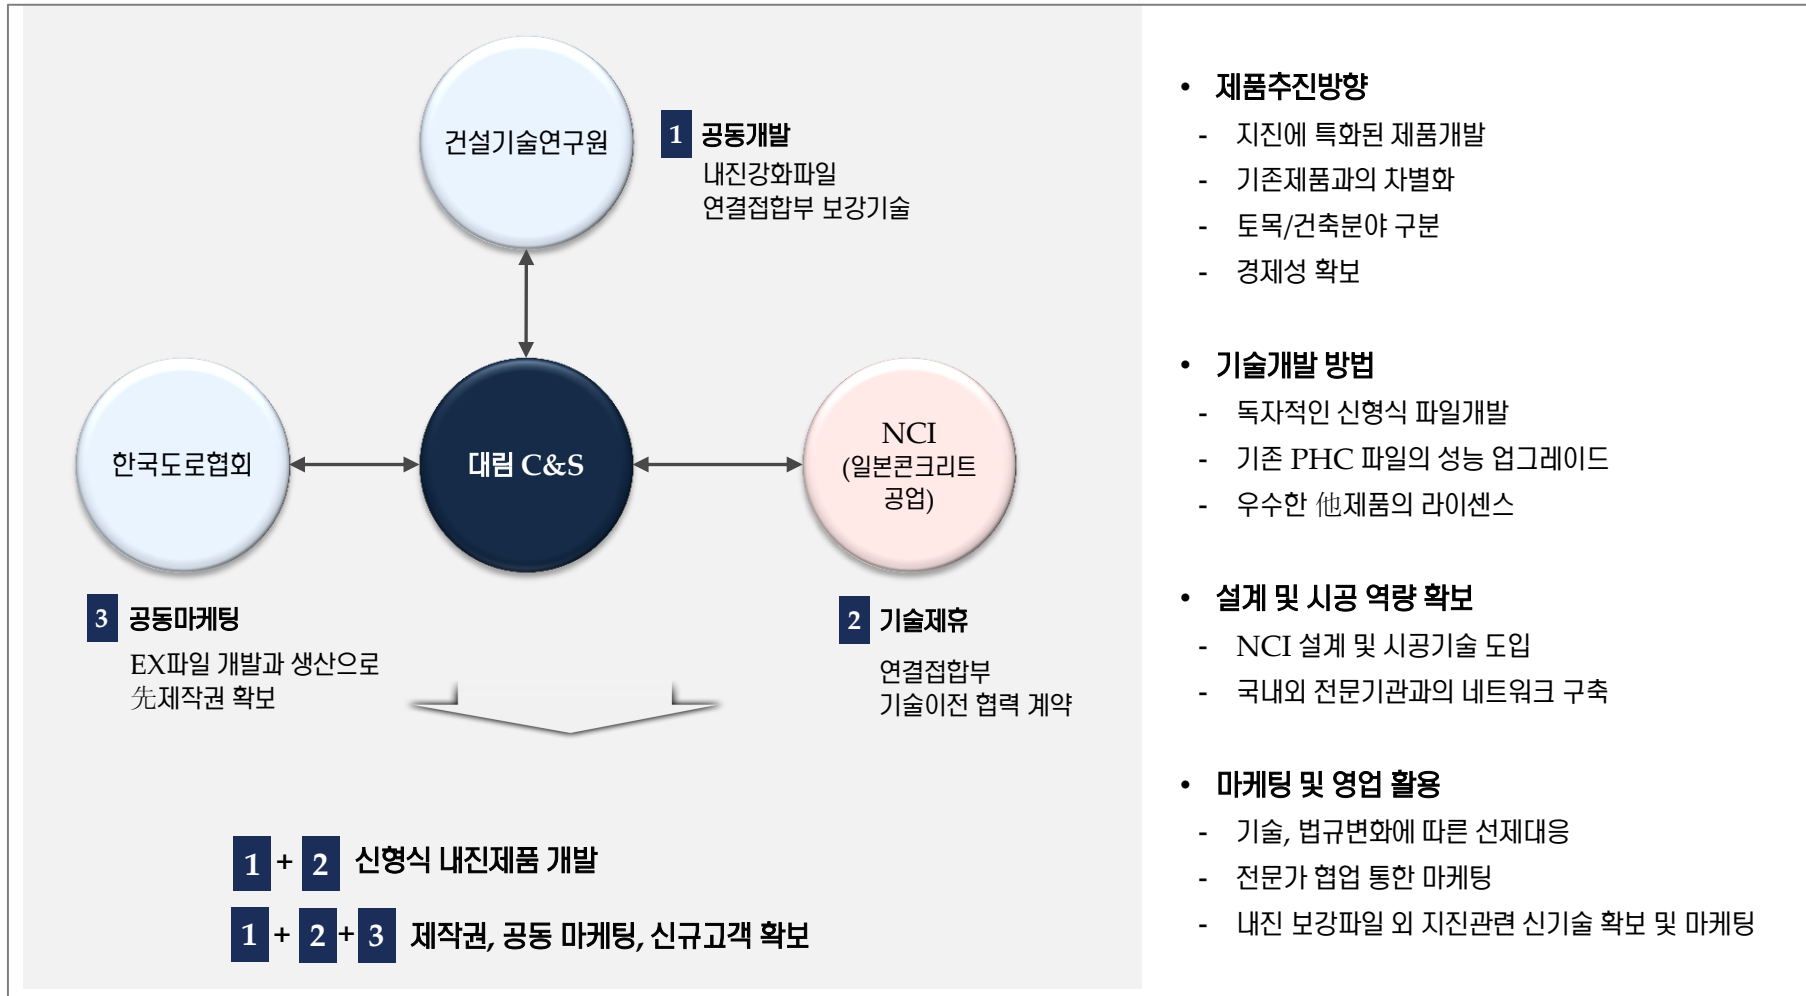 건설기술연구원
1 공동개발
내진강화파일
연결접합부 보강기술
한국도로협회
대림 C&S
NCI
(일본콘크리트
공업)
3 공동마케팅
EX파일 개발과 생산으로
先제작권 확보
2 기술제휴
연결접합부
기술이전 협력 계약
1 + 2 신형식 내진제품 개발
1 + 2 + 3 제작권, 공동 마케팅, 신규고객 확보
• 제품추진방향
- 지진에 특화된 제품개발
- 기존제품과의 차별화
- 토목/건축분야 구분
- 경제성 확보
• 기술개발 방법
- 독자적인 신형식 파일개발
- 기존 PHC 파일의 성능 업그레이드
- 우수한 他제품의 라이센스
• 설계 및 시공 역량 확보
- NCI 설계 및 시공기술 도입
- 국내외 전문기관과의 네트워크 구축
• 마케팅 및 영업 활용
- 기술, 법규변화에 따른 선제대응
- 전문가 협업 통한 마케팅
- 내진 보강파일 외 지진관련 신기술 확보 및 마케팅